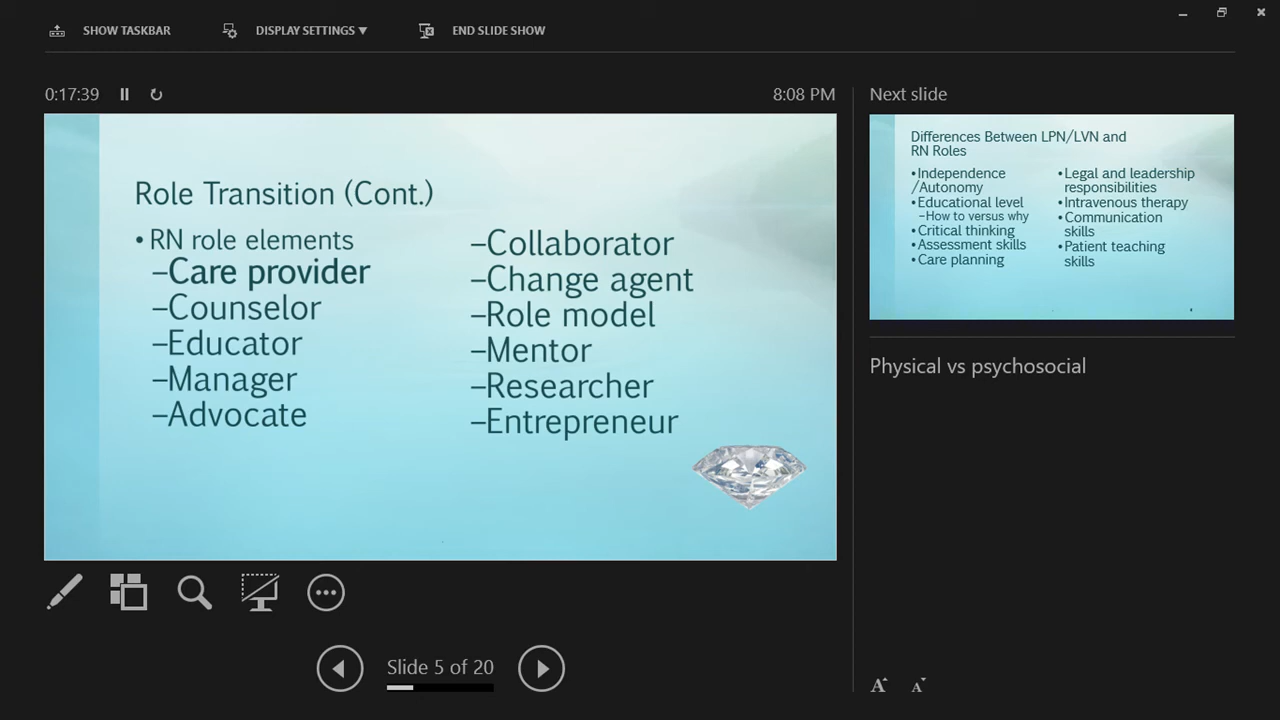 SHOW TASKBAR
DISPLAY SETTINGS ▼
END SLIDE SHOW
0:17:39
8:08 PM
Role Transition (Cont.)
• RN role elements
–Care provider
–Counselor
–Educator
–Manager
–Advocate
–Collaborator
–Change agent
–Role model
–Mentor
–Researcher
–Entrepreneur
Slide 5 of 20
Next slide
Differences Between LPN/LVN and
RN Roles
•Independence
/Autonomy
•Educational level
–How to versus why
•Critical thinking
•Assessment skills
•Care planning
•Legal and leadership
responsibilities
•Intravenous therapy
•Communication
skills
•Patient teaching
skills
Physical vs psychosocial
A A